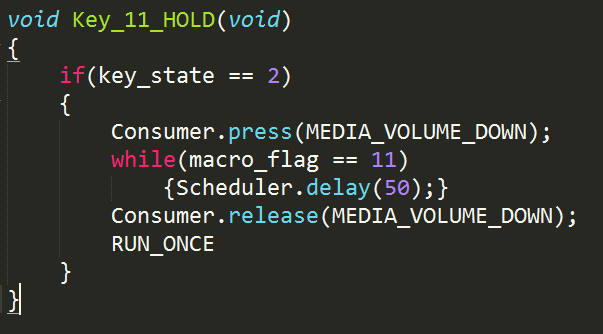 void Key_11_HOLD(void)
{
    if(key_state == 2)
    {
        Consumer.press(MEDIA_VOLUME_DOWN);
        while(macro_flag == 11)
            {Scheduler.delay(50);}
        Consumer.release(MEDIA_VOLUME_DOWN);
        RUN_ONCE
    }
}